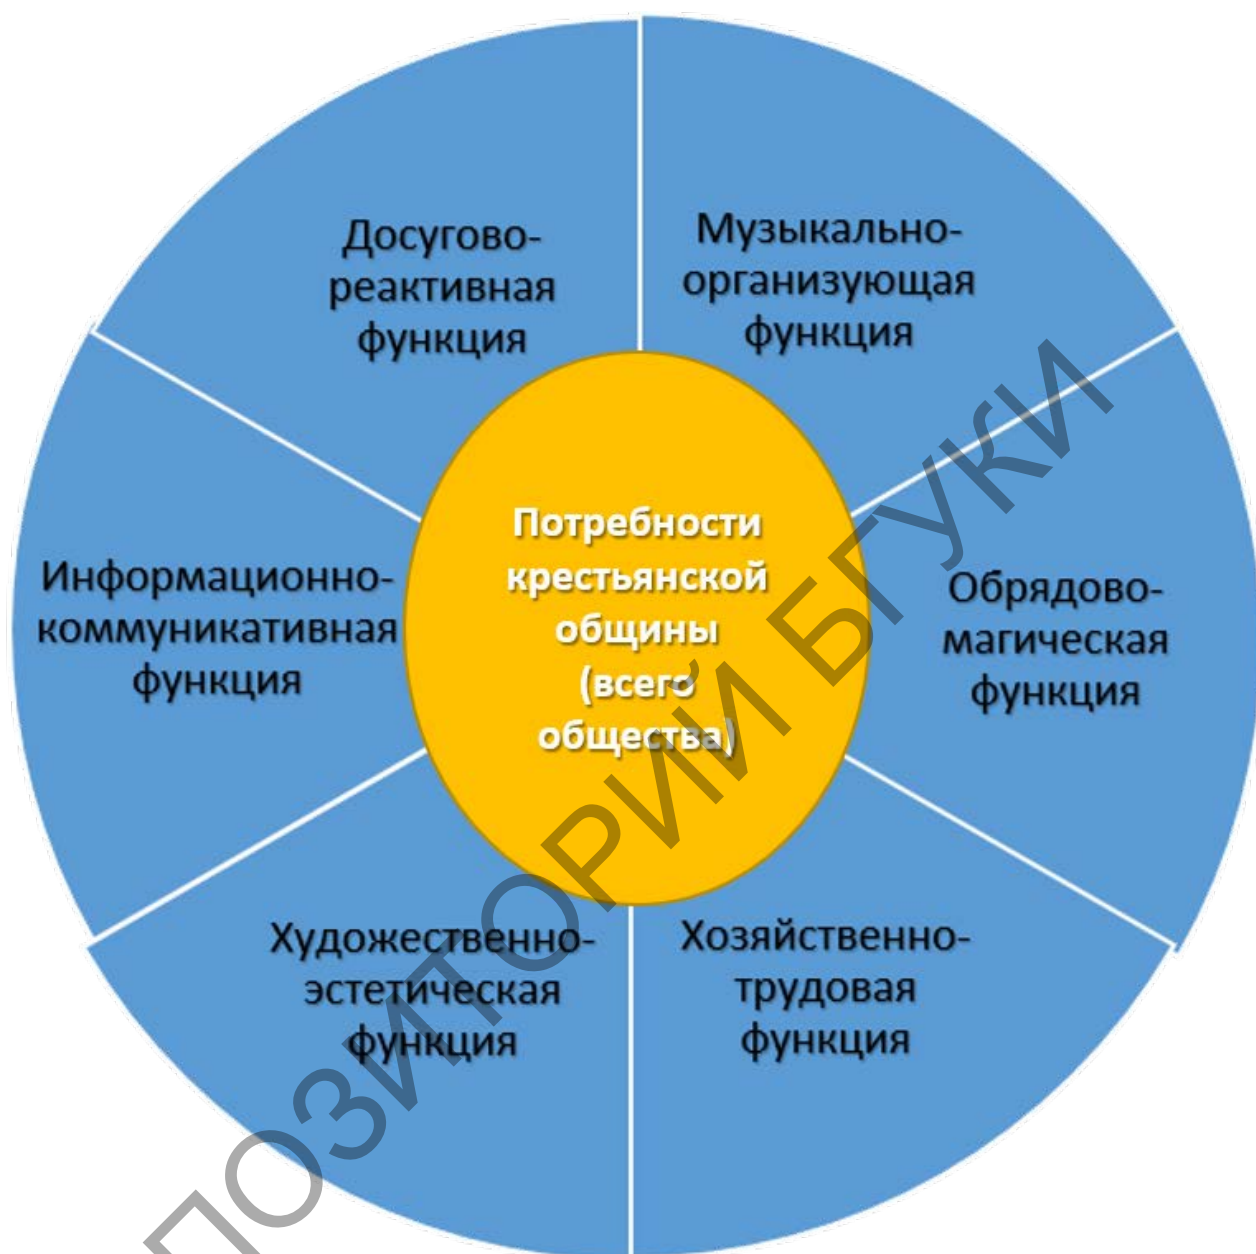 Досугово-
реактивная
функция
Музыкально-
организующая
функция
Информационно-
коммуникативная
функция
Потребности
крестьянской
общины
(всего
общества)
Обрядово-
магическая
функция
Художественно-
эстетическая
функция
Хозяйственно-
трудовая
функция
ПОЗИТОРИЙ БГУКИ